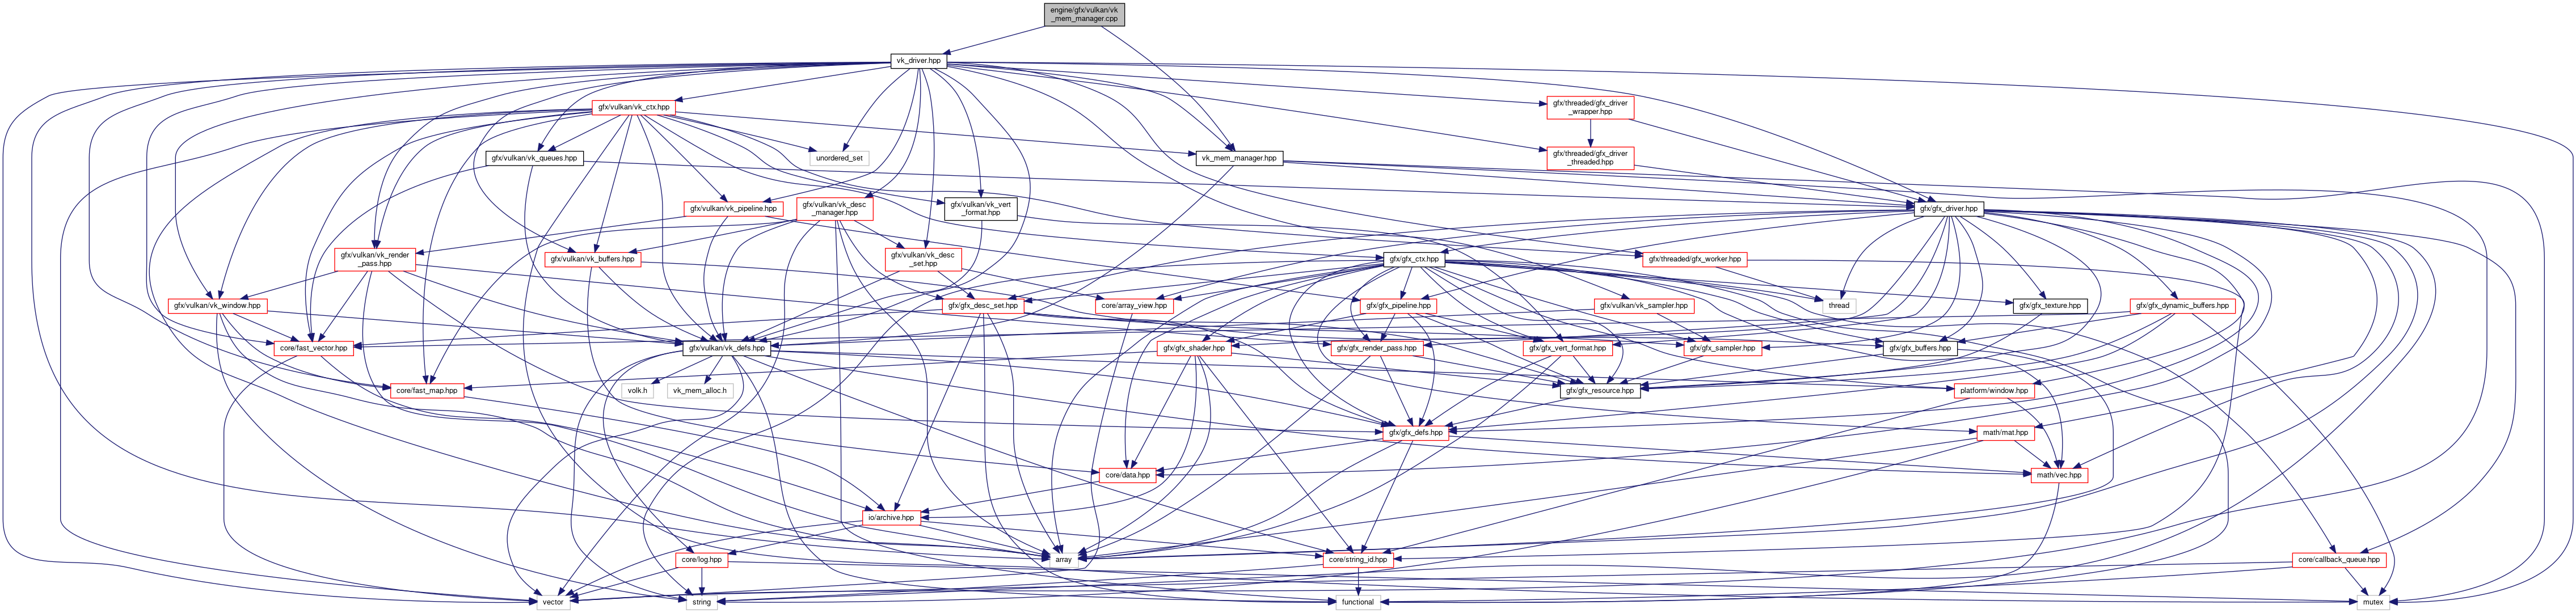 engine/gfx/vulkan/vk
_mem_manager.cpp
vk_driver.hpp
gfx/vulkan/vk_ctx.hpp
gfx/threaded/gfx_driver
_wrapper.hpp
gfx/vulkan/vk_queues.hpp
unordered_set
vk_mem_manager.hpp
gfx/threaded/gfx_driver
_threaded.hpp
gfx/vulkan/vk_pipeline.hpp
gfx/vulkan/vk_desc
_manager.hpp
gfx/vulkan/vk_vert
_format.hpp
gfx/gfx_driver.hpp
gfx/vulkan/vk_render
_pass.hpp
gfx/vulkan/vk_buffers.hpp
gfx/vulkan/vk_desc
_set.hpp
gfx/gfx_ctx.hpp
gfx/threaded/gfx_worker.hpp
gfx/vulkan/vk_window.hpp
gfx/gfx_desc_set.hpp
core/array_view.hpp
gfx/gfx_pipeline.hpp
gfx/vulkan/vk_sampler.hpp
thread
gfx/gfx_texture.hpp
gfx/gfx_dynamic_buffers.hpp
core/fast_vector.hpp
gfx/vulkan/vk_defs.hpp
gfx/gfx_shader.hpp
gfx/gfx_render_pass.hpp
gfx/gfx_vert_format.hpp
gfx/gfx_sampler.hpp
gfx/gfx_buffers.hpp
core/fast_map.hpp
volk.h
vk_mem_alloc.h
gfx/gfx_resource.hpp
platform/window.hpp
gfx/gfx_defs.hpp
math/mat.hpp
core/data.hpp
math/vec.hpp
io/archive.hpp
core/log.hpp
array
core/string_id.hpp
core/callback_queue.hpp
vector
string
functional
mutex